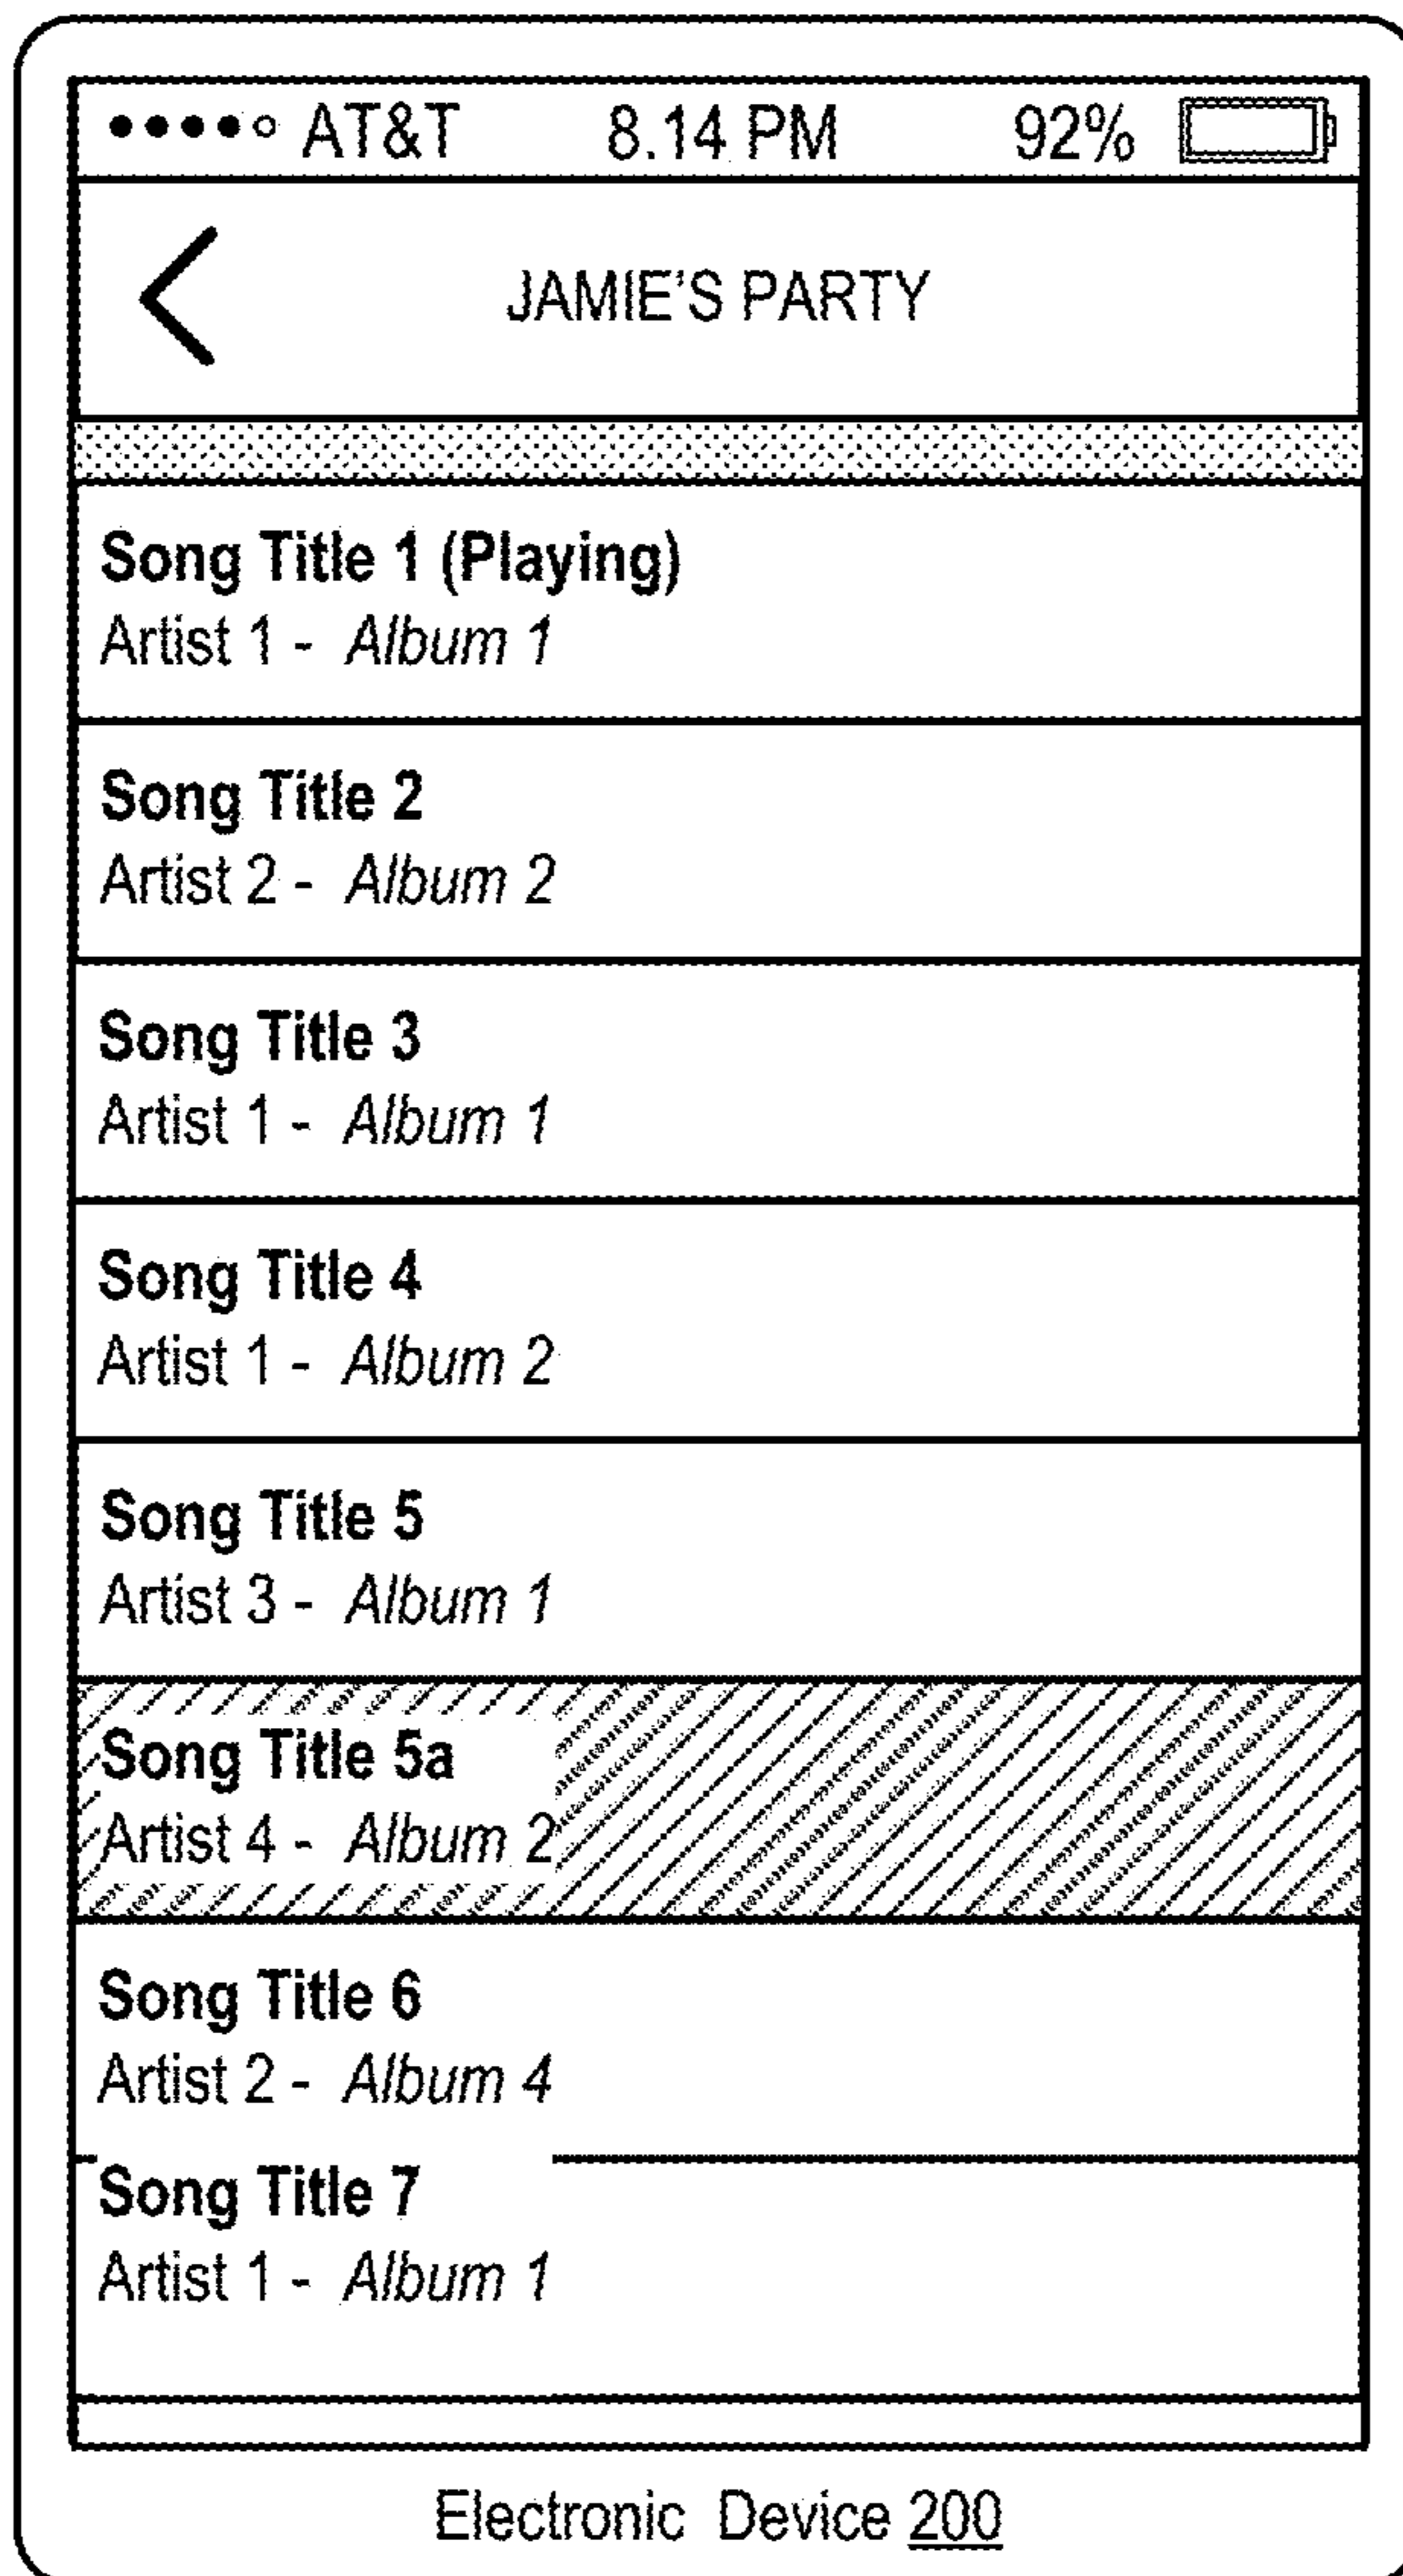 AT&T 8.14 PM 92%
JAMIE'S PARTY
Song Title 1 (Playing)
Artist 1 - Album 1
Song Title 2
Artist 2 - Album 2
Song Title 3
Artist 1 - Album 1
Song Title 4
Artist 1 - Album 2
Song Title 5
Artist 3 - Album 1
Song Title 5a
Artist 4 - Album 2
Song Title 6
Artist 2 - Album 4
Song Title 7
Artist 1 - Album 1
Electronic Device 200